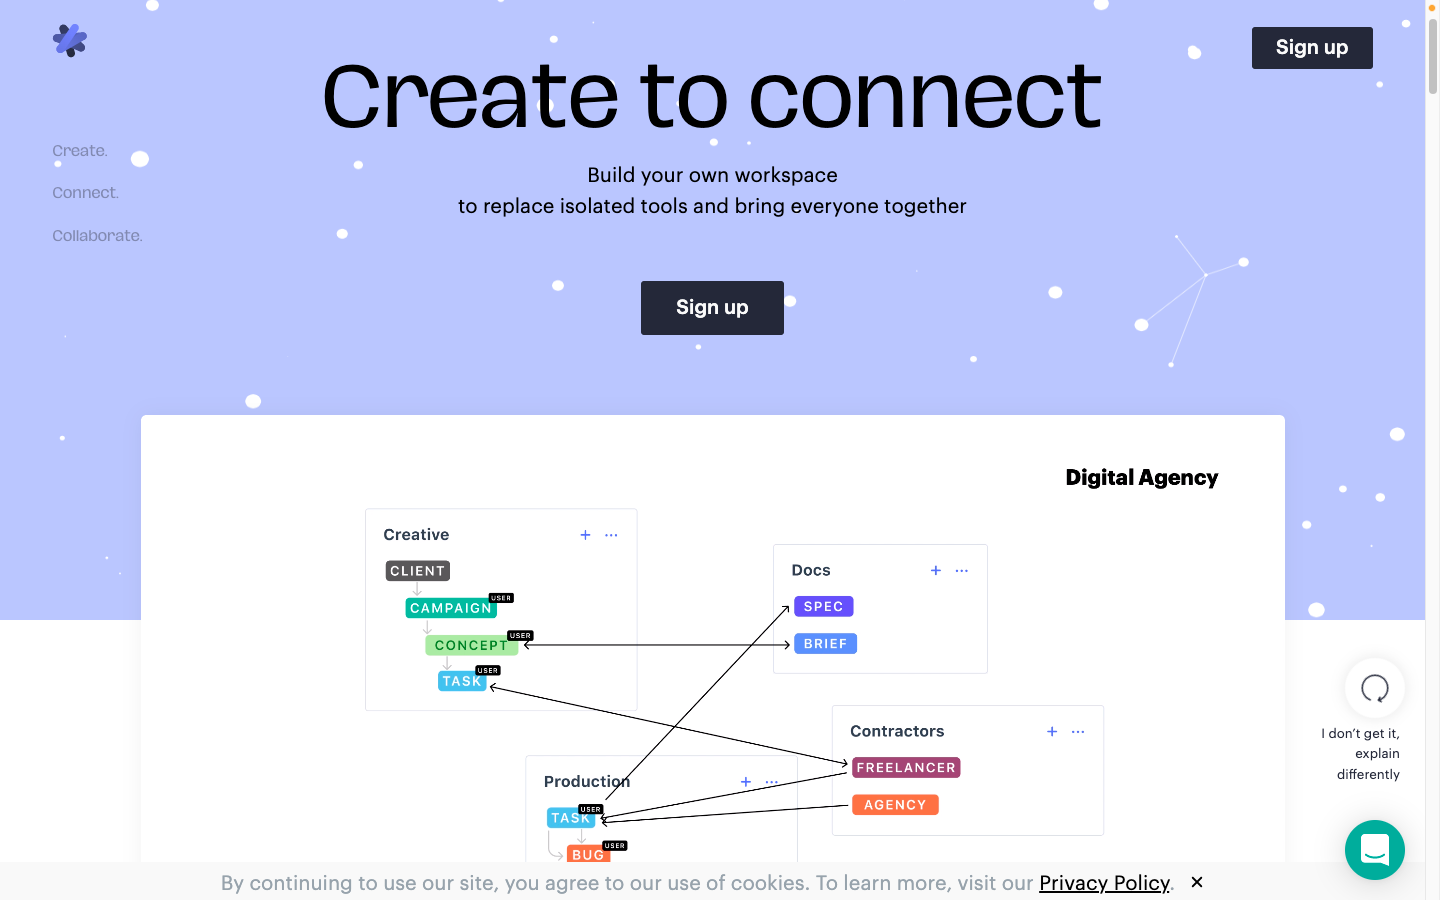 Sign up
Create to connect
Create.
Connect.
Collaborate.
Build your own workspace
to replace isolated tools and bring everyone together
Sign up
Digital Agency
Creative
CLIENT
CAMPAIGN
USER
CONCEPT
USER
TASK
USER
Docs
SPEC
BRIEF
Contractors
FREELANCER
AGENCY
Production
TASK
USER
BUG
USER
I don't get it,
explain
differently
By continuing to use our site, you agree to our use of cookies. To learn more, visit our Privacy Policy.